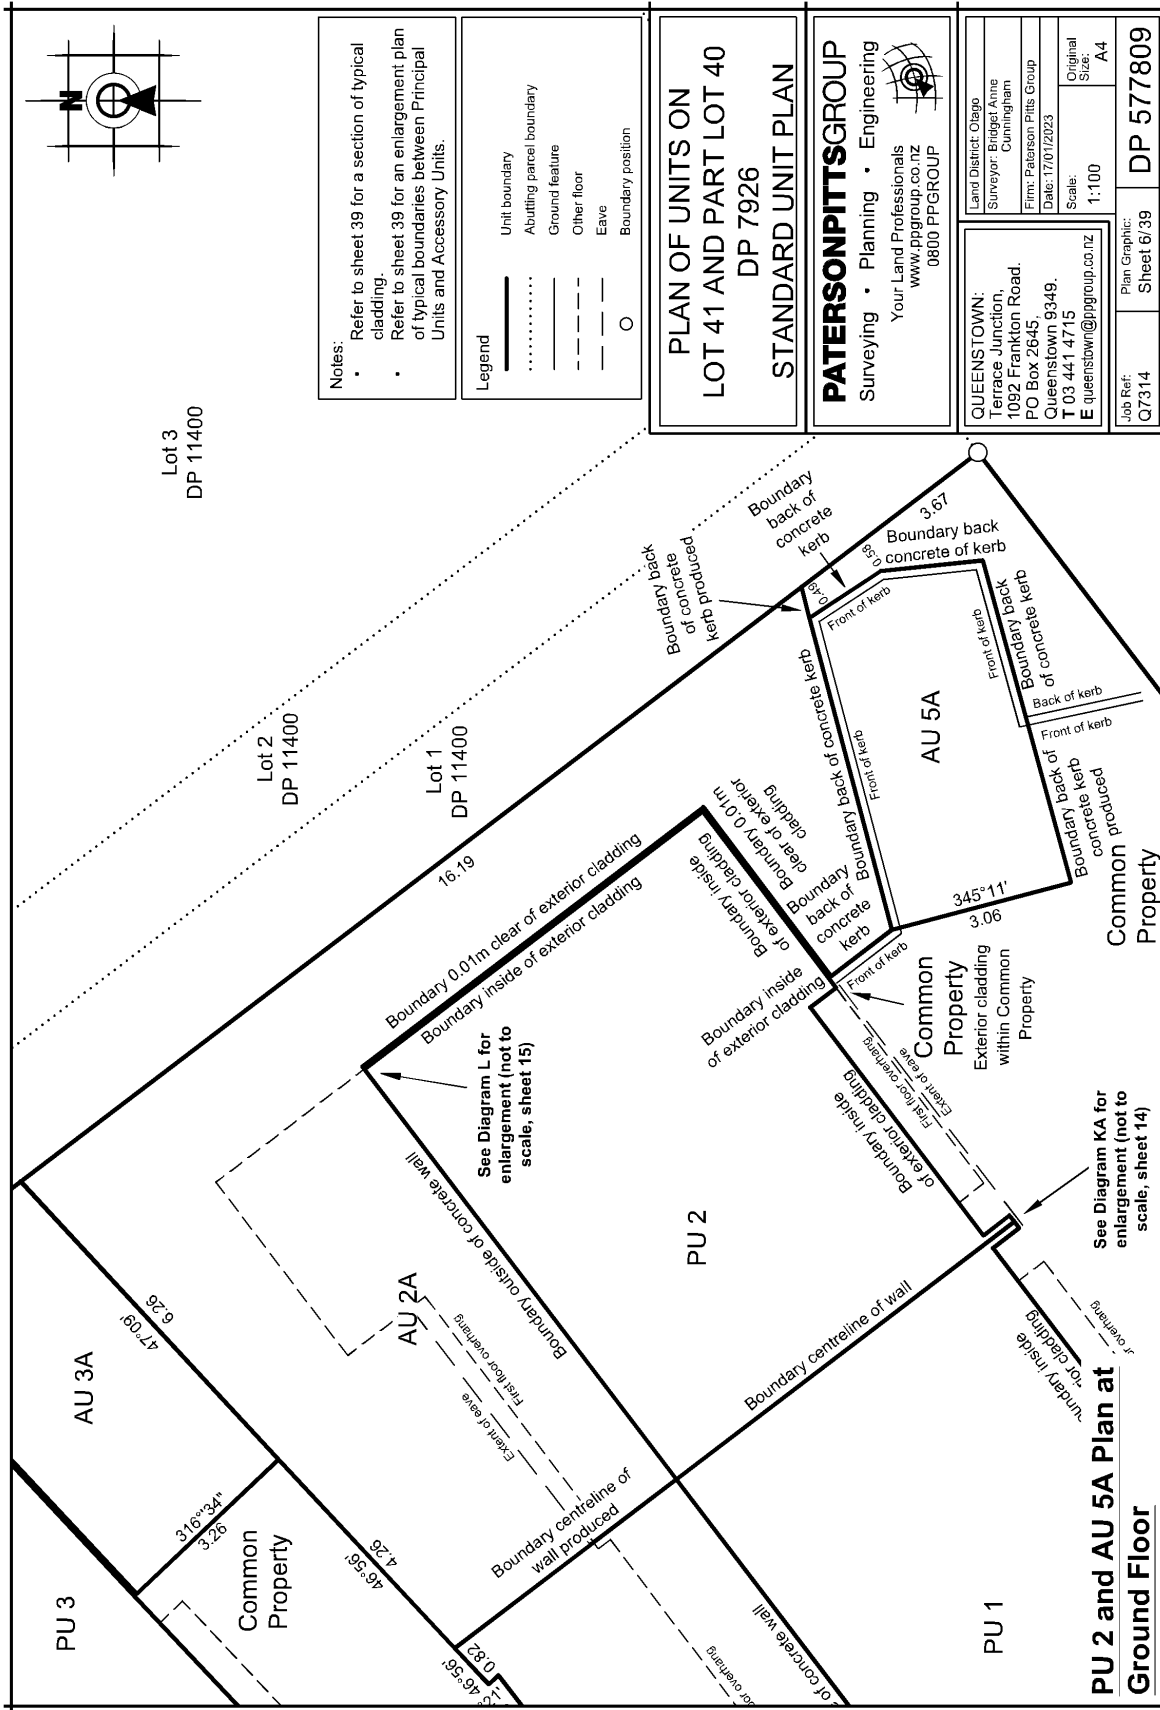 N
Notes:
• Refer to sheet 39 for a section of typical
cladding.
• Refer to sheet 39 for an enlargement plan
of typical boundaries between Principal
Units and Accessory Units.
Legend
Unit boundary
Abutting parcel boundary
Ground feature
Other floor
Eave
Boundary position
PLAN OF UNITS ON
LOT 41 AND PART LOT 40
DP 7926
STANDARD UNIT PLAN
PATERSONPITTSGROUP
Surveying • Planning • Engineering
Your Land Professionals
www.ppgroup.co.nz
0800 PPGROUP
QUEENSTOWN:
Terrace Junction,
1092 Frankton Road.
PO Box 2645,
Queenstown 9349.
T 03 441 4715
E queenstown@ppgroup.co.nz
Land District: Otago
Surveyor: Bridget Anne
Cunningham
Firm: Paterson Pitts Group
Date: 17/01/2023
Scale:
1:100
Original
Size:
A4
Job Ref:
Q7314
Plan Graphic:
Sheet 6/39
DP 577809
Lot 3
DP 11400
Lot 2
DP 11400
Lot 1
DP 11400
16.19
3.67
Boundary
back of
concrete
kerb
Boundary back
of concrete
kerb produced
0.49
0.58
Boundary back
concrete of kerb
Front of kerb
Boundary back of concrete kerb
Front of kerb
AU 5A
Front of kerb
Boundary back
of concrete kerb
Back of kerb
Front of kerb
Boundary back of
concrete kerb
produced
Common
Property
345°11'
3.06
Boundary 0.01m
clear of exterior
cladding
Boundary inside
of exterior cladding
Boundary
back of
concrete
kerb
Front of kerb
Boundary inside
of exterior cladding
Common
Property
Exterior cladding
within Common
Property
Boundary 0.01m clear of exterior cladding
Boundary inside of exterior cladding
See Diagram L for
enlargement (not to
scale, sheet 15)
Boundary outside of concrete wall
PU 2
Boundary inside
of exterior cladding
First floor overhang
Extent of eave
See Diagram KA for
enlargement (not to
scale, sheet 14)
Boundary centreline of wall
AU 2A
First floor overhang
Extent of eave
Boundary centreline of
wall produced
AU 3A
47°09'
6.26
316°34"
3.26
Common
Property
46°56'
4.26
PU 3
46°56'
0.82
oor overhang
e of concrete wall
PU 1
undary inside
rior cladding
or overhang
PU 2 and AU 5A Plan at
Ground Floor